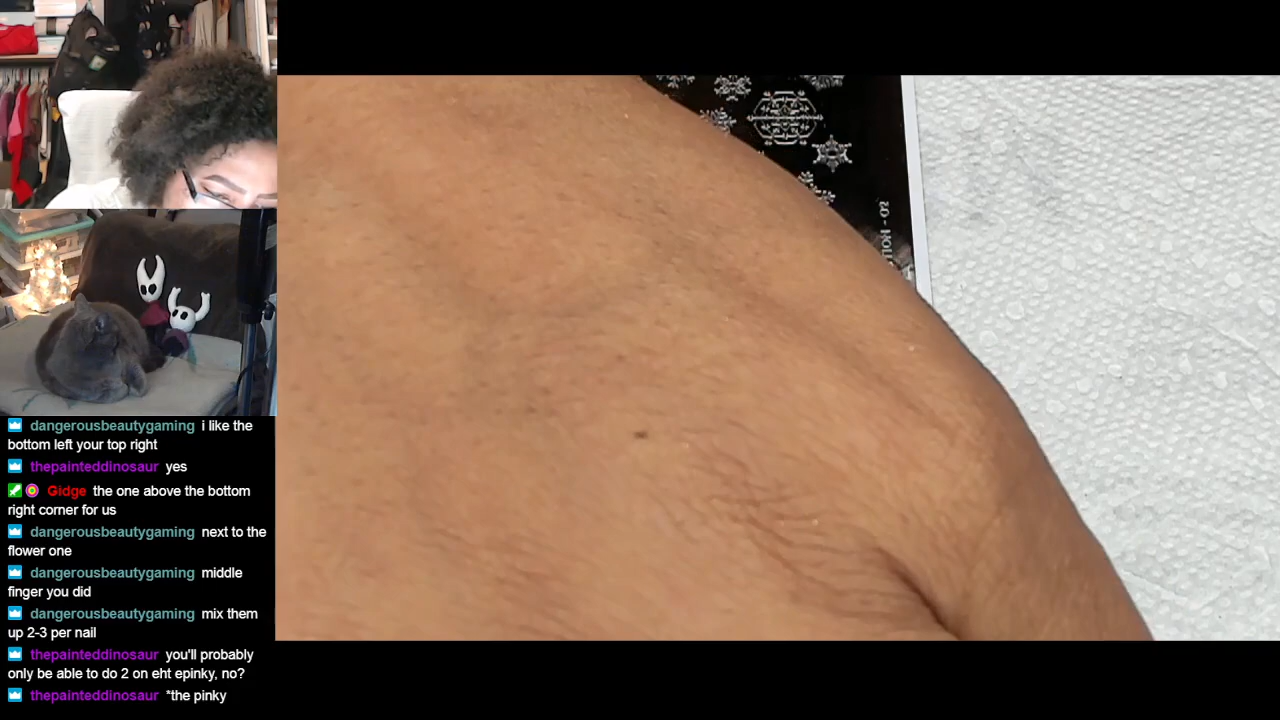 TION - 02
dangerousbeautygaming i like the
bottom left your top right
thepainteddinosaur yes
Gidge the one above the bottom
right corner for us
dangerousbeautygaming next to the
flower one
dangerousbeautygaming middle
finger you did
dangerousbeautygaming mix them
up 2-3 per nail
thepainteddinosaur you'll probably
only be able to do 2 on eht epinky, no?
thepainteddinosaur *the pinky